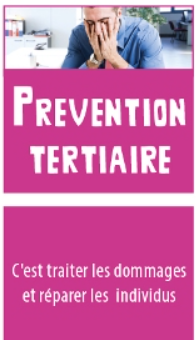 PREVENTION
TERTIAIRE
C'est traiter les dommages
et réparer les individus